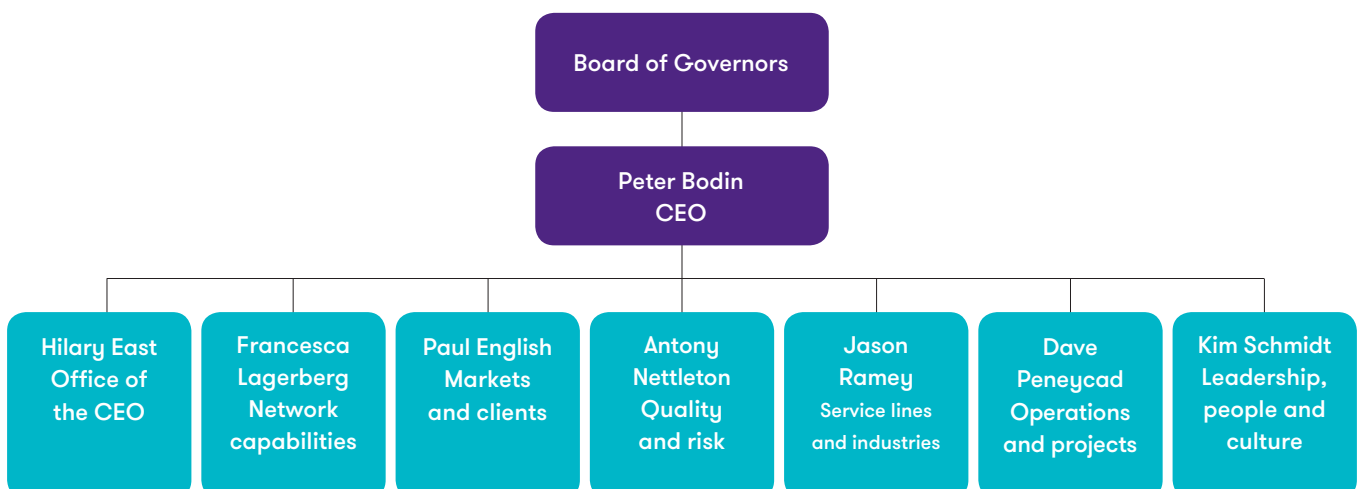 Board of Governors
Peter Bodin
CEO
Hilary East
Office of
the CEO
Francesca
Lagerberg
Network
capabilities
Paul English
Markets
and clients
Antony
Nettleton
Quality
and risk
Jason
Ramey
Service lines
and industries
Dave
Peneycad
Operations
and projects
Kim Schmidt
Leadership,
people and
culture